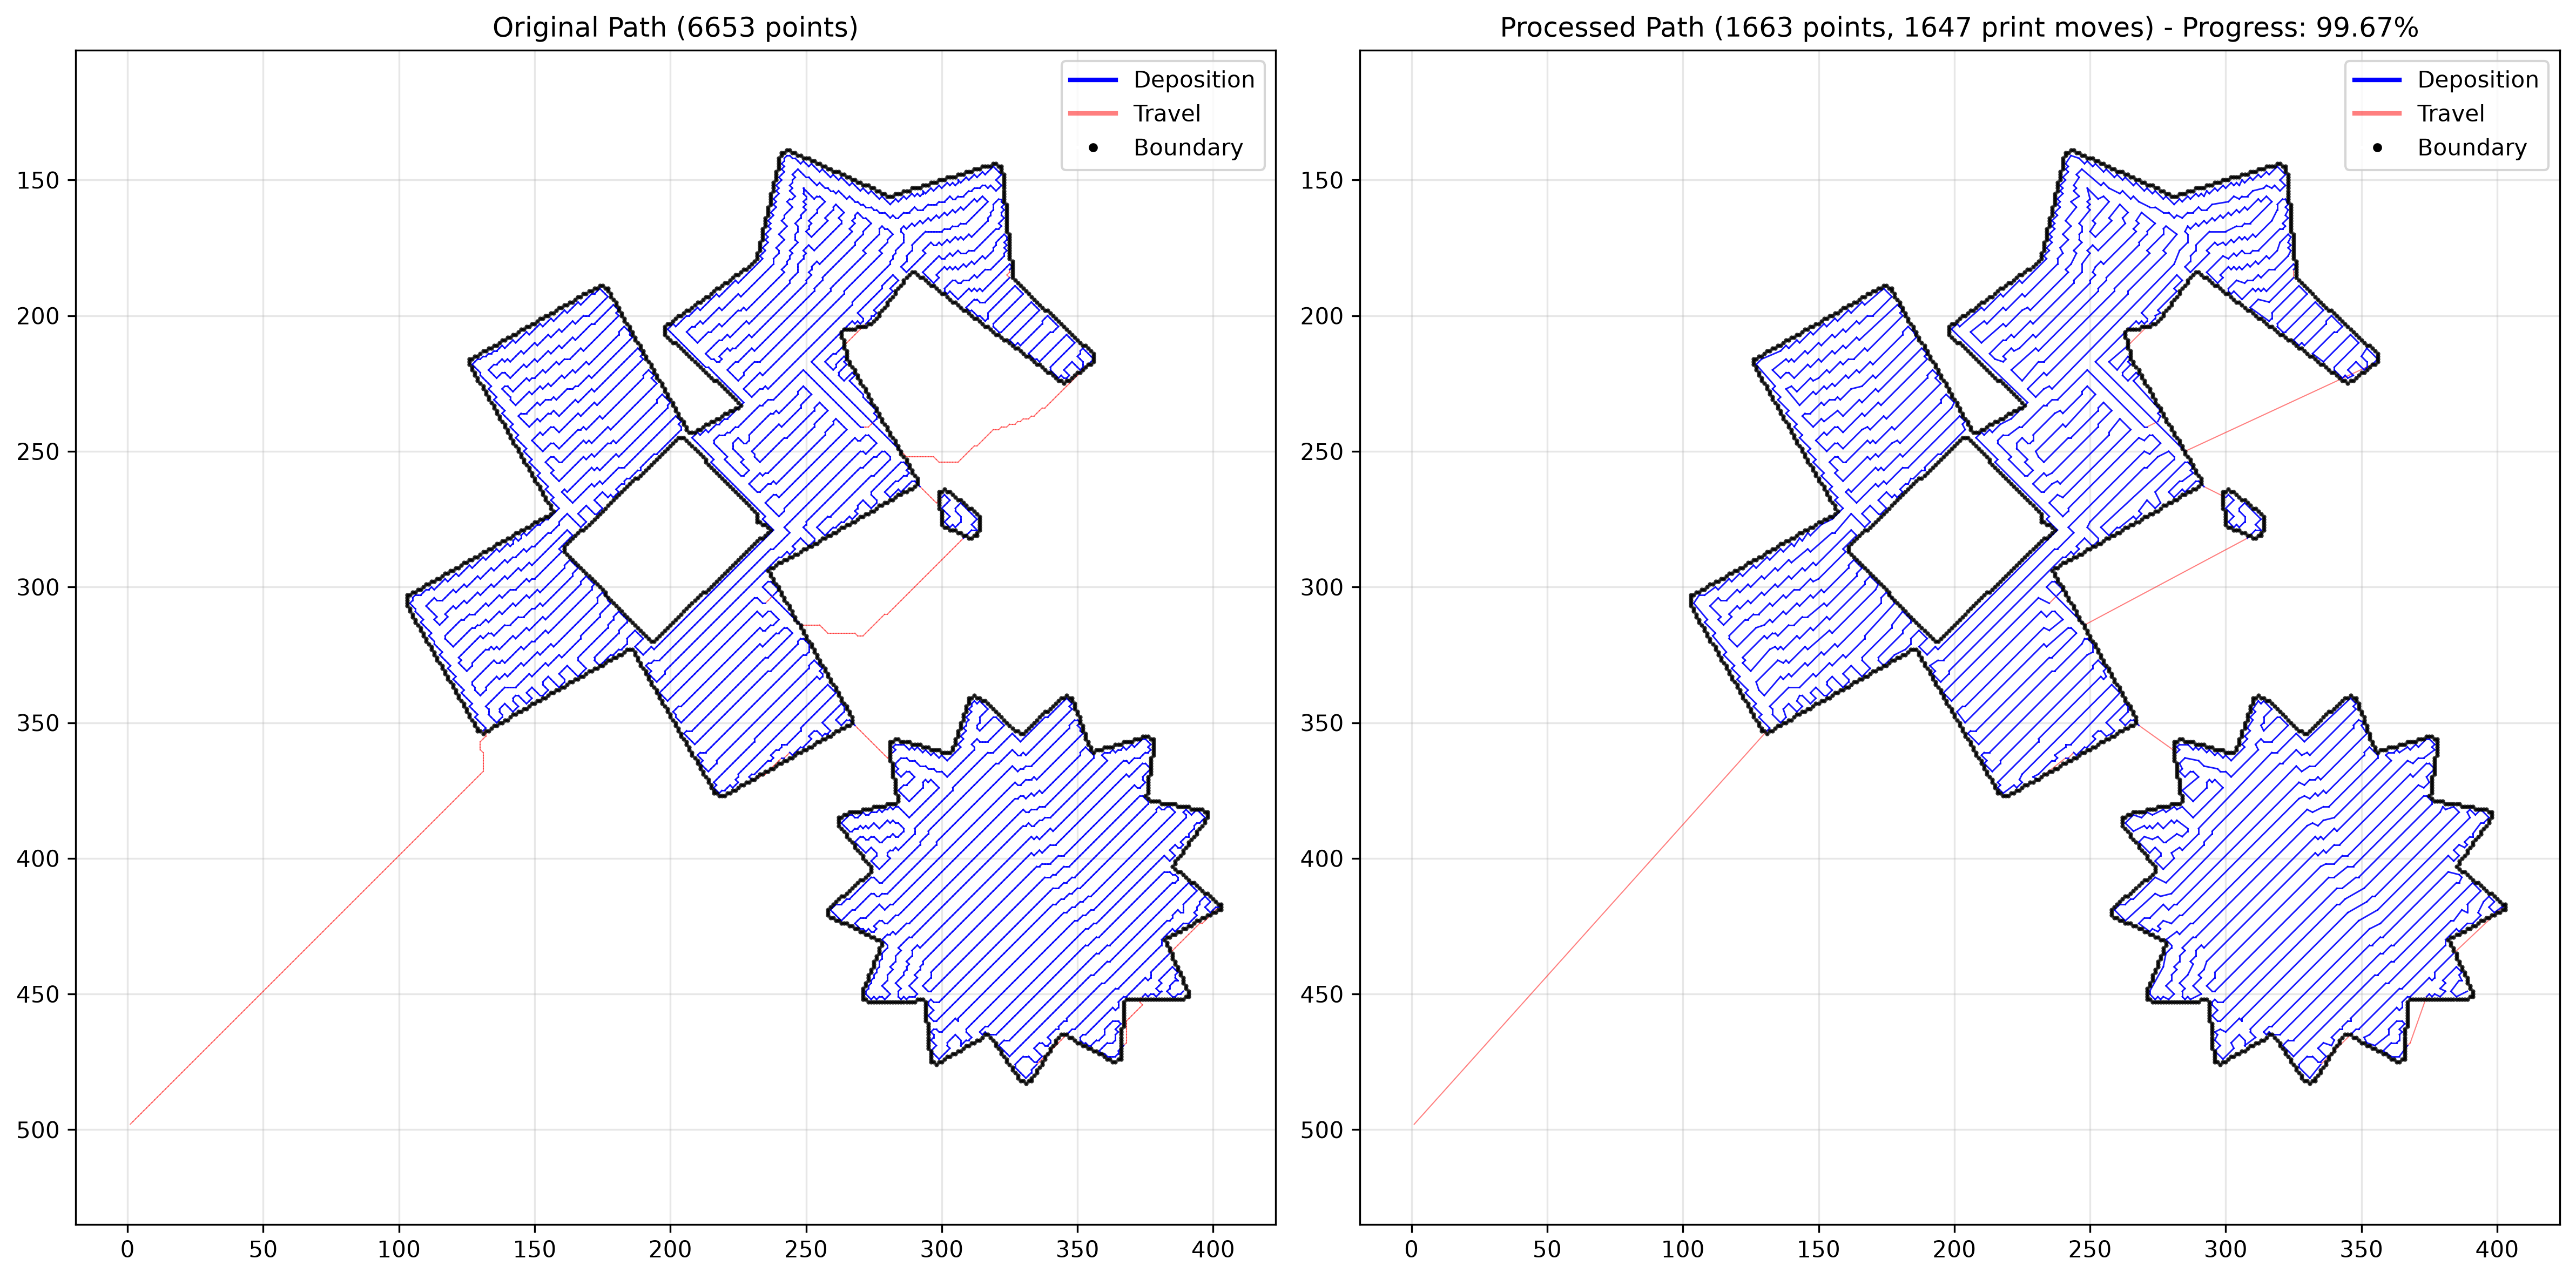 Original Path (6653 points)
Deposition
Travel
Boundary
150
200
250
300
350
400
450
500
0 50 100 150 200 250 300 350 400
Processed Path (1663 points, 1647 print moves) - Progress: 99.67%
Deposition
Travel
Boundary
150
200
250
300
350
400
450
500
0 50 100 150 200 250 300 350 400